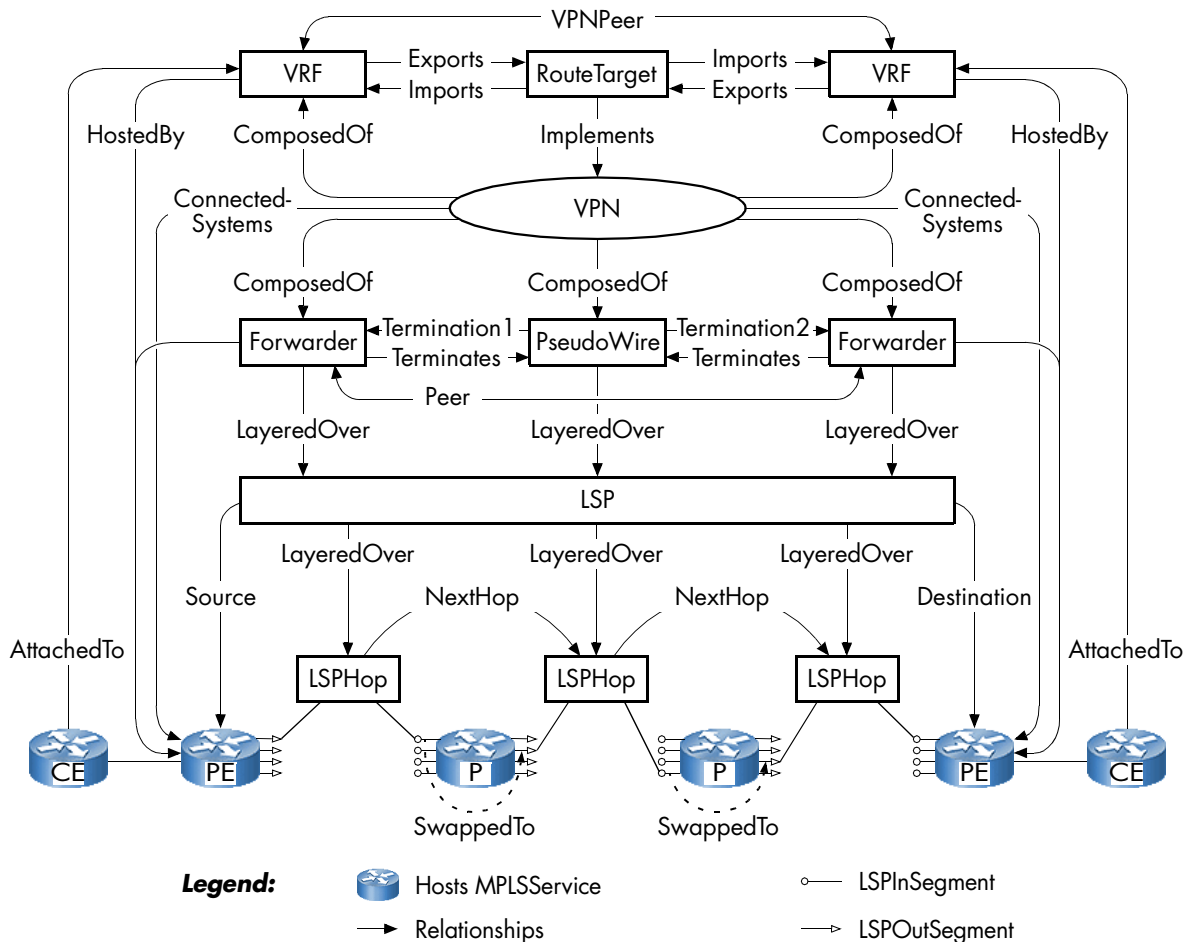 VPNPeer
VRF
Exports
Imports
RouteTarget
Imports
Exports
VRF
HostedBy
ComposedOf
Implements
ComposedOf
HostedBy
Connected-
Systems
VPN
Connected-
Systems
ComposedOf
ComposedOf
ComposedOf
Forwarder
Termination1
Terminates
PseudoWire
Termination2
Terminates
Forwarder
Peer
LayeredOver
LayeredOver
LayeredOver
LSP
LayeredOver
LayeredOver
LayeredOver
Source
NextHop
NextHop
Destination
AttachedTo
AttachedTo
LSPHop
LSPHop
LSPHop
CE
PE
P
P
PE
CE
SwappedTo
SwappedTo
Legend:
Hosts MPLSService
LSPInSegment
Relationships
LSPOutSegment